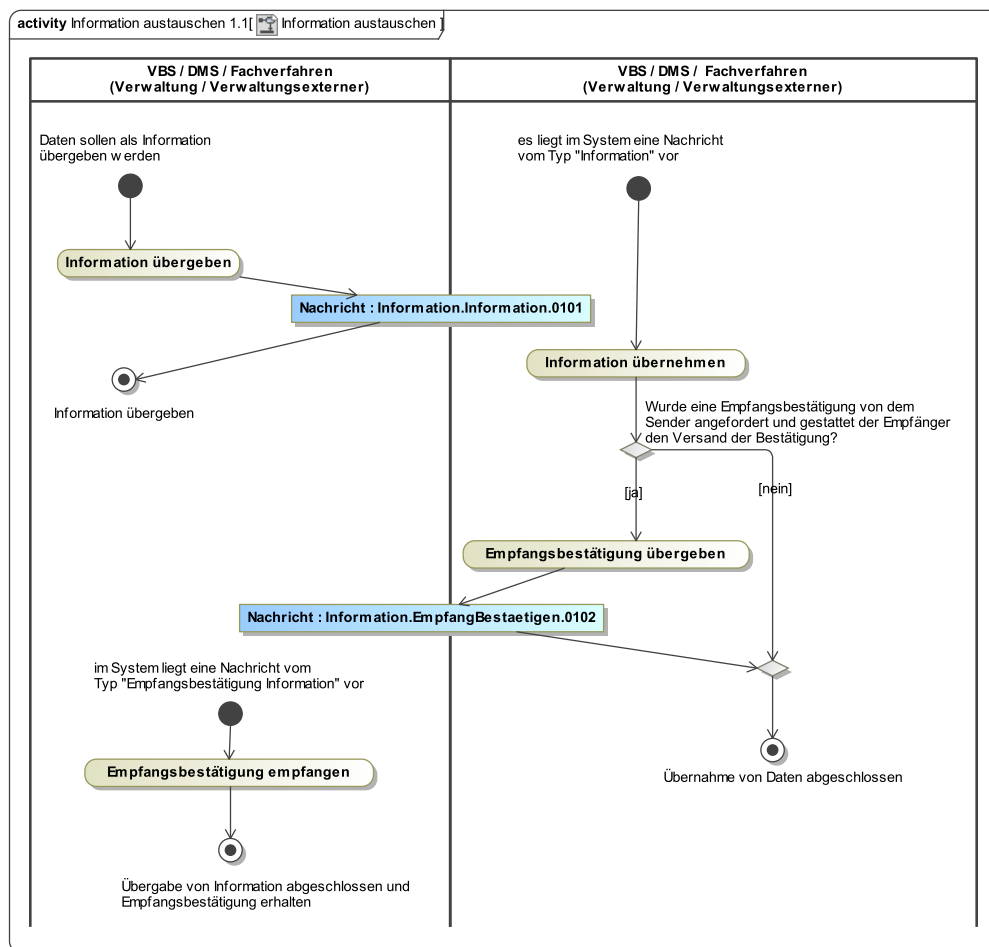 activity Information austauschen 1.1[ Information austauschen ]
VBS / DMS / Fachverfahren
(Verwaltung / Verwaltungsexterner)
VBS / DMS / Fachverfahren
(Verwaltung / Verwaltungsexterner)
Daten sollen als Information
übergeben werden
es liegt im System eine Nachricht
vom Typ "Information" vor
Information übergeben
Nachricht : Information.Information.0101
Information übernehmen
Information übergeben
Wurde eine Empfangsbestätigung von dem
Sender angefordert und gestattet der Empfänger
den Versand der Bestätigung?
[ja]
[nein]
Empfangsbestätigung übergeben
Nachricht : Information.EmpfangBestaetigen.0102
im System liegt eine Nachricht vom
Typ "Empfangsbestätigung Information" vor
Empfangsbestätigung empfangen
Übernahme von Daten abgeschlossen
Übergabe von Information abgeschlossen und
Empfangsbestätigung erhalten